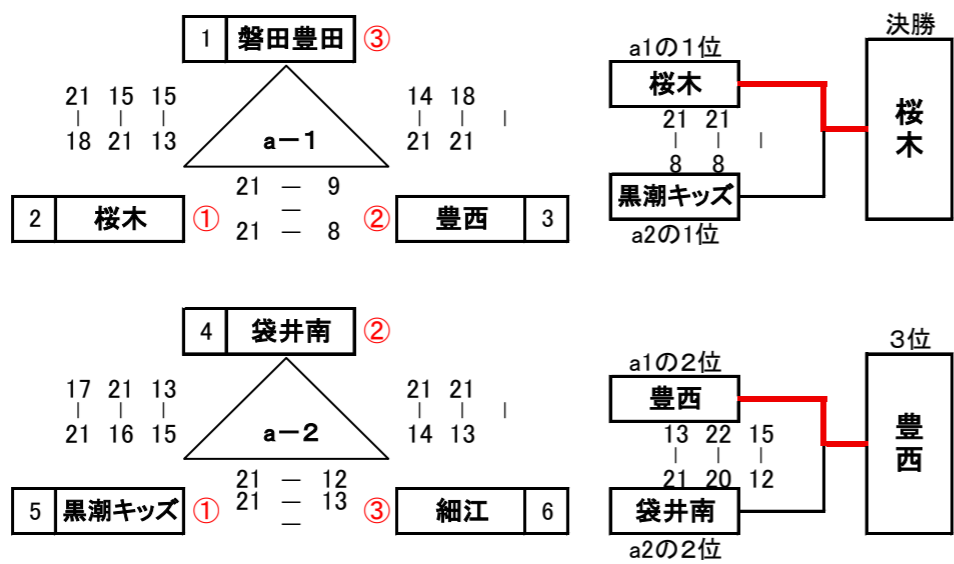 1 磐田豊田 ③
21 15 15
| | |
18 21 13
a－1
14 18
| | |
21 21
21 － 9
－
21 － 8
2 桜木 ①
② 豊西 3
a1の1位
桜木
21 21
| | |
8 8
黒潮キッズ
a2の1位
決勝
桜木
4 袋井南 ②
17 21 13
| | |
21 16 15
a－2
21 21
| | |
14 13
21 － 12
21 － 13
－
5 黒潮キッズ ①
③ 細江 6
a1の2位
豊西
13 22 15
| | |
21 20 12
袋井南
a2の2位
3位
豊西